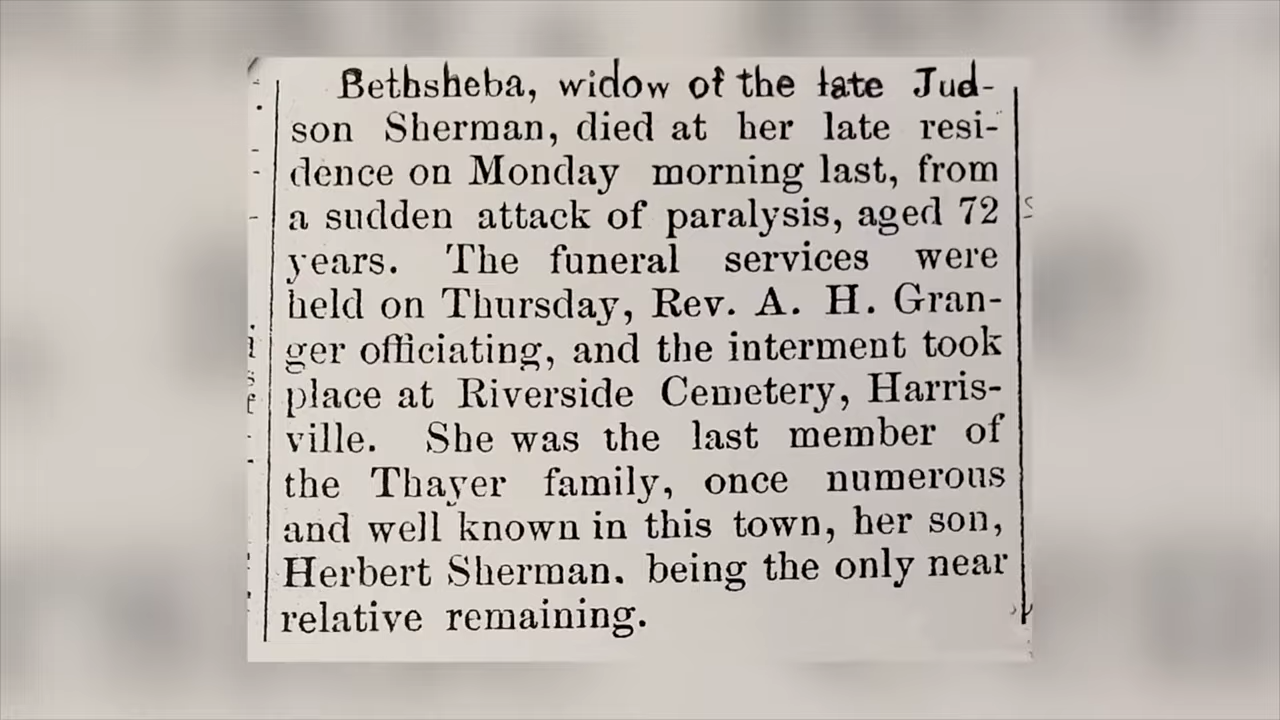 Bethsheba, widow of the late Jud-
son Sherman, died at her late resi-
dence on Monday morning last, from
a sudden attack of paralysis, aged 72
years. The funeral services were
held on Thursday, Rev. A. H. Gran-
ger officiating, and the interment took
place at Riverside Cemetery, Harris-
ville. She was the last member of
the Thayer family, once numerous
and well known in this town, her son,
Herbert Sherman. being the only near
relative remaining.